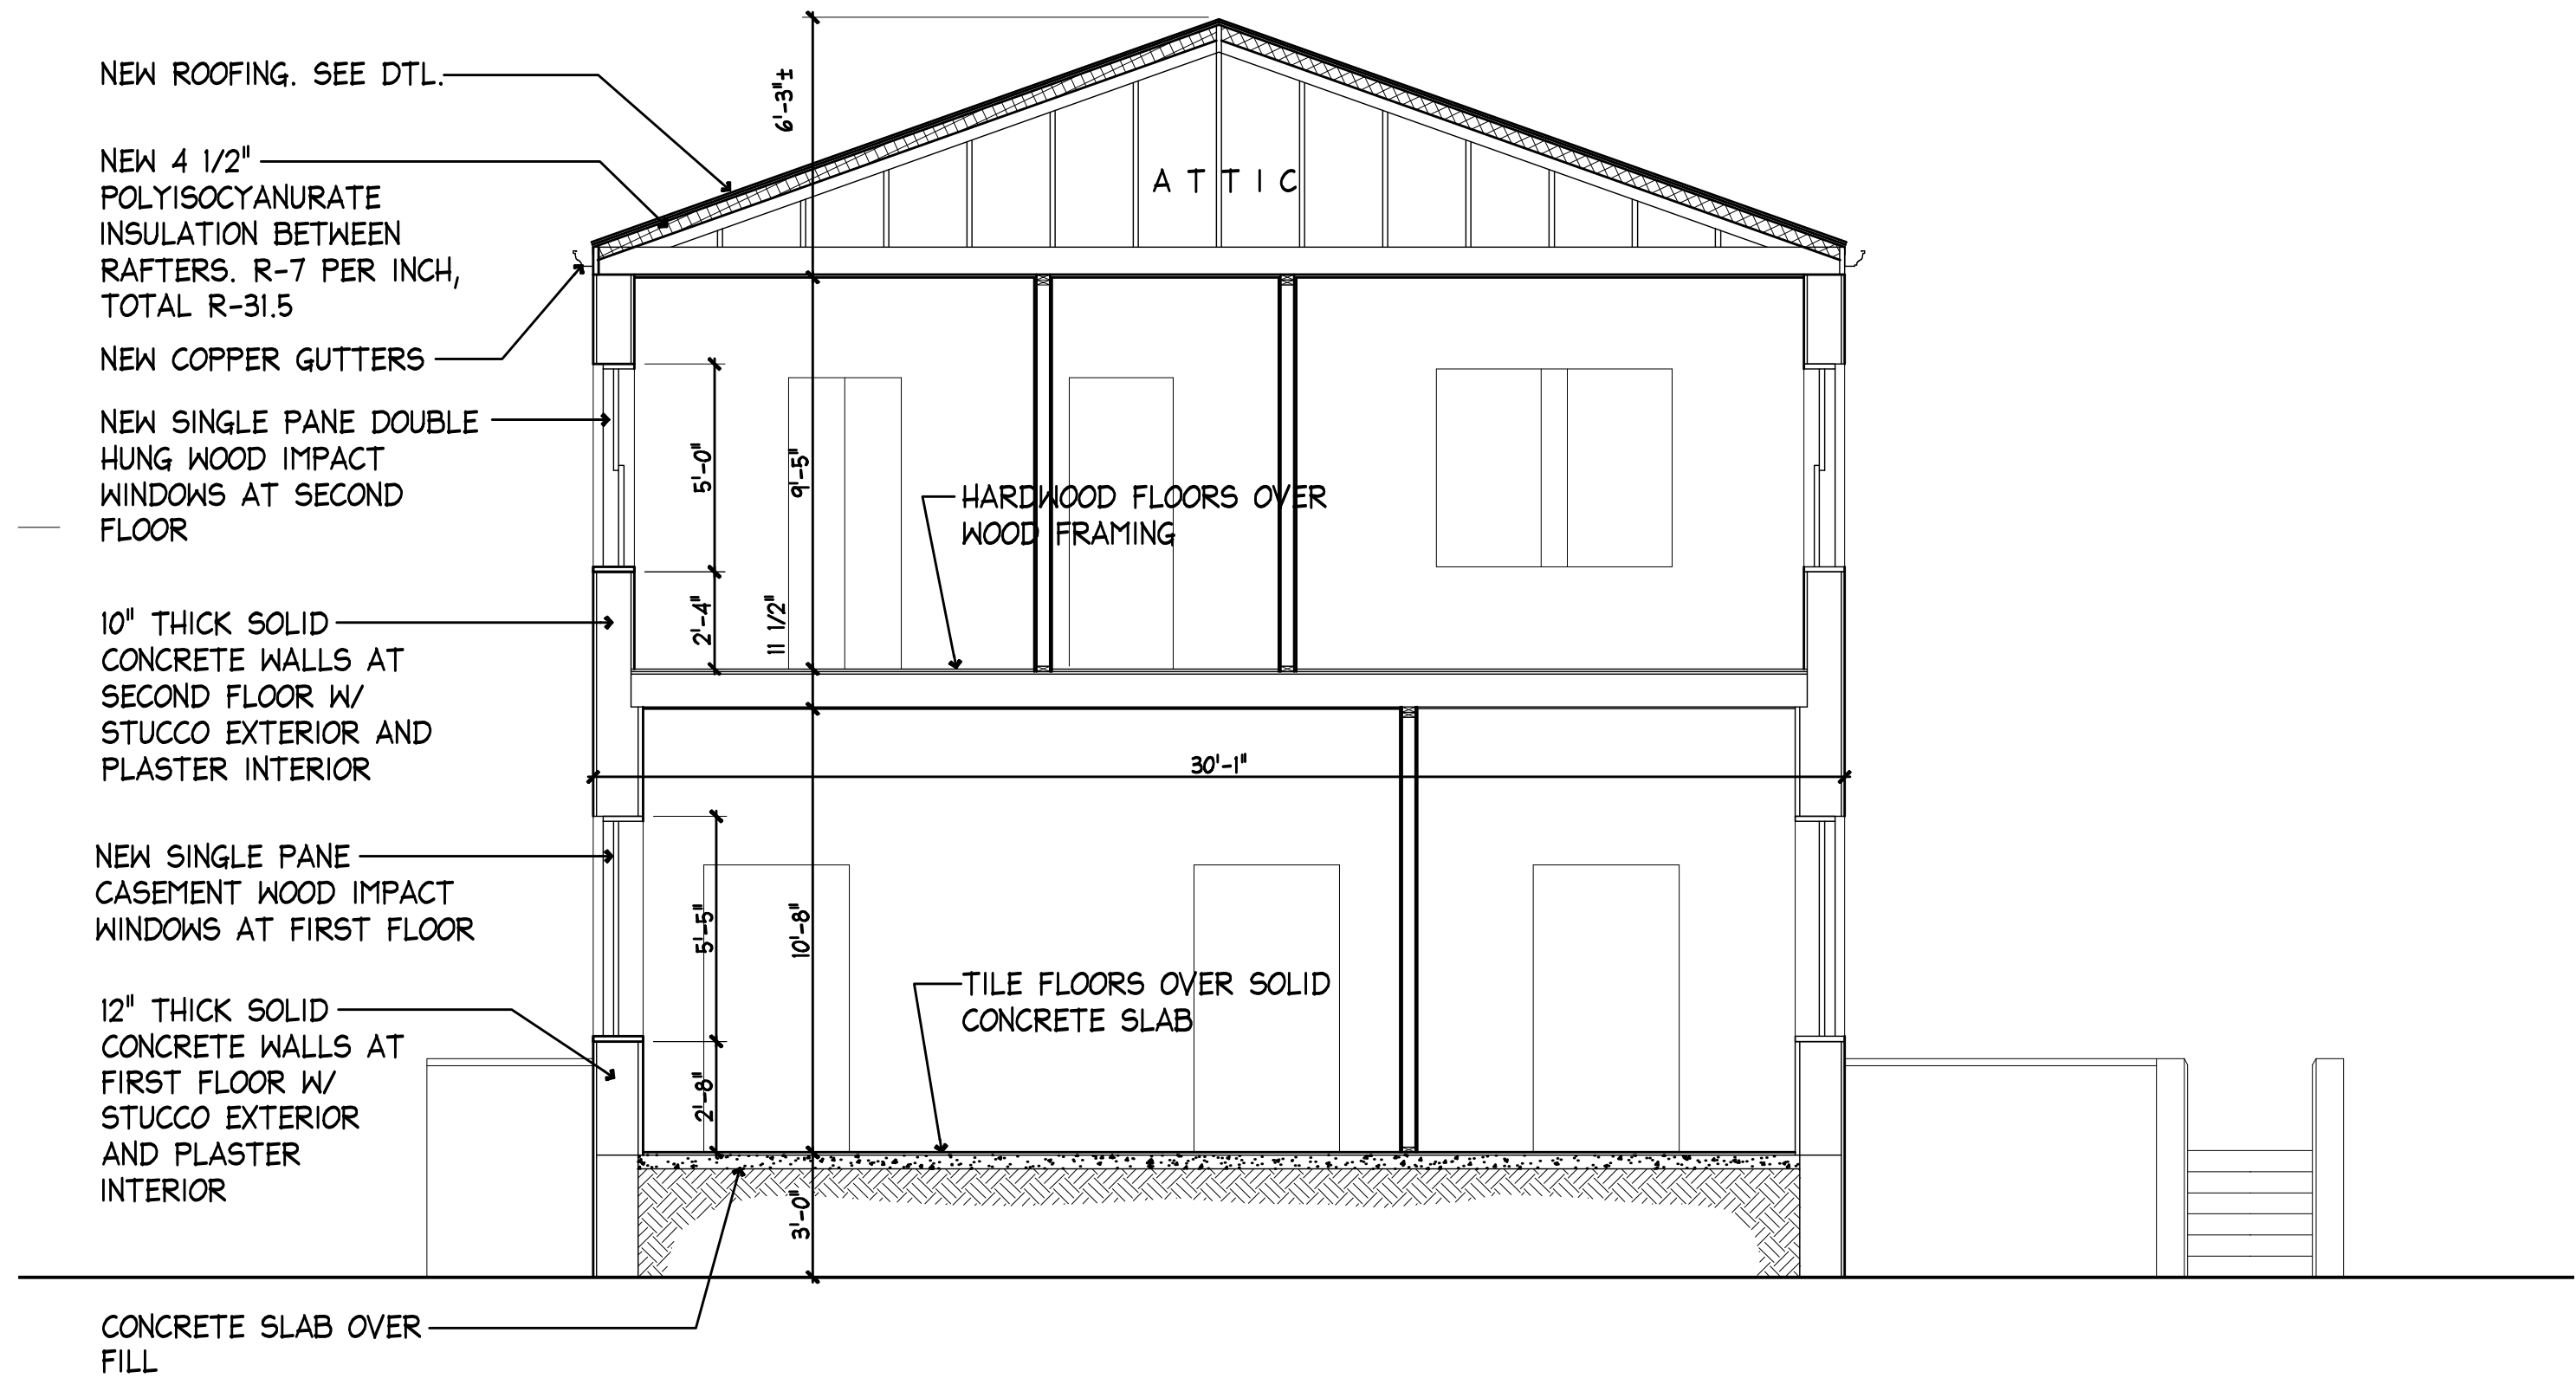 NEW ROOFING. SEE DTL.
NEW 4 1/2"
POLYISOCYANURATE
INSULATION BETWEEN
RAFTERS. R-7 PER INCH,
TOTAL R-31.5
NEW COPPER GUTTERS
NEW SINGLE PANE DOUBLE
HUNG WOOD IMPACT
WINDOWS AT SECOND
FLOOR
10" THICK SOLID
CONCRETE WALLS AT
SECOND FLOOR W/
STUCCO EXTERIOR AND
PLASTER INTERIOR
NEW SINGLE PANE
CASEMENT WOOD IMPACT
WINDOWS AT FIRST FLOOR
12" THICK SOLID
CONCRETE WALLS AT
FIRST FLOOR W/
STUCCO EXTERIOR
AND PLASTER
INTERIOR
CONCRETE SLAB OVER
FILL
6'-3"±
ATTIC
5'-0"
9'-5"
2'-4"
11 1/2"
HARDWOOD FLOORS OVER
WOOD FRAMING
30'-1"
5'-5"
10'-8"
2'-8"
TILE FLOORS OVER SOLID
CONCRETE SLAB
3'-0"